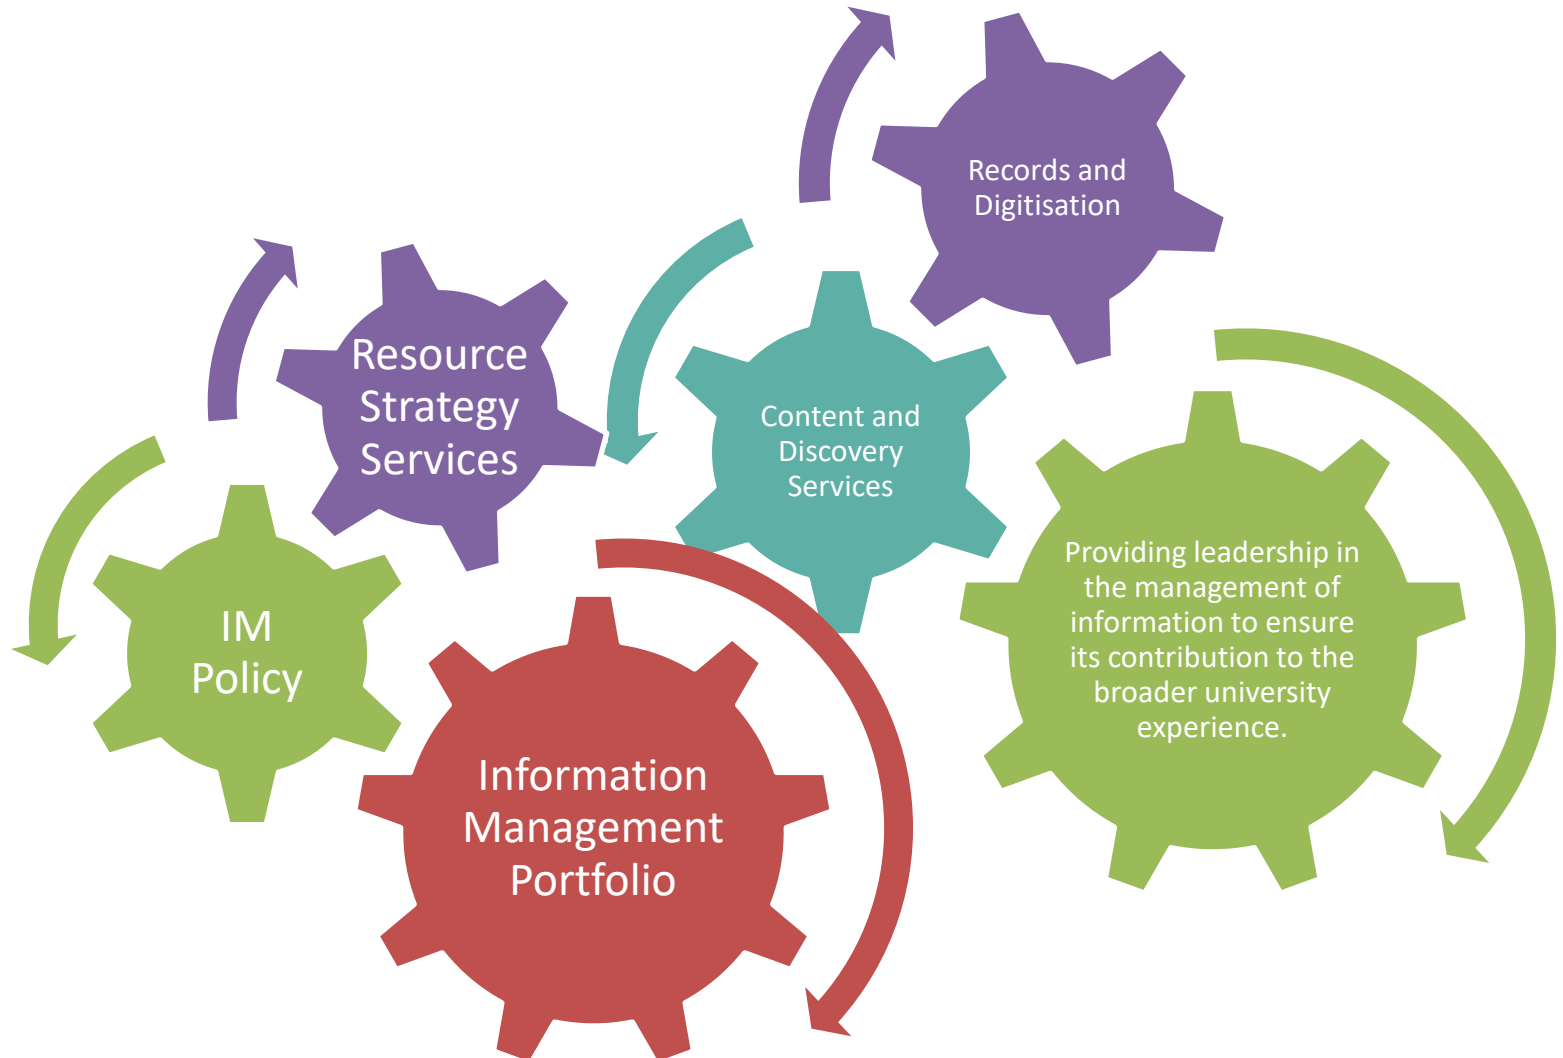 Records and
Digitisation
Resource
Strategy
Services
Content and
Discovery
Services
Providing leadership in
the management of
information to ensure
its contribution to the
broader university
experience.
IM
Policy
Information
Management
Portfolio